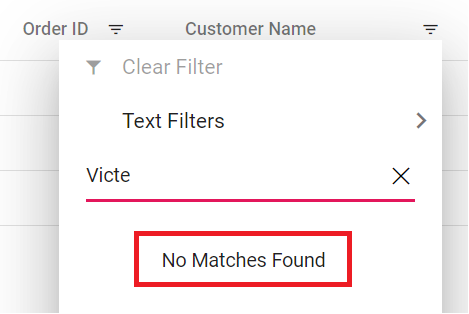 Order ID Customer Name
Clear Filter
Text Filters
Victe
No Matches Found